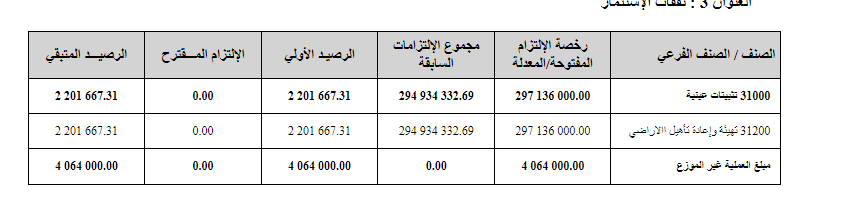 العنوان 3 : نفقات الإستثمار
الصنف / الصنف الفرعي رخصة الإلتزام المفتوحة/المعدلة مجموع الإلتزامات السابقة الرصيد الأولي الإلتزام المـــقترح الرصيـــد المتبقي
31000 تثبيتات عينية 297 136 000.00 294 934 332.69 2 201 667.31 0.00 2 201 667.31
31200 تهيئة وإعادة تأهيل االاراضي 297 136 000.00 294 934 332.69 2 201 667.31 0.00 2 201 667.31
مبلغ العملية غير الموزع 4 064 000.00 0.00 4 064 000.00 0.00 4 064 000.00